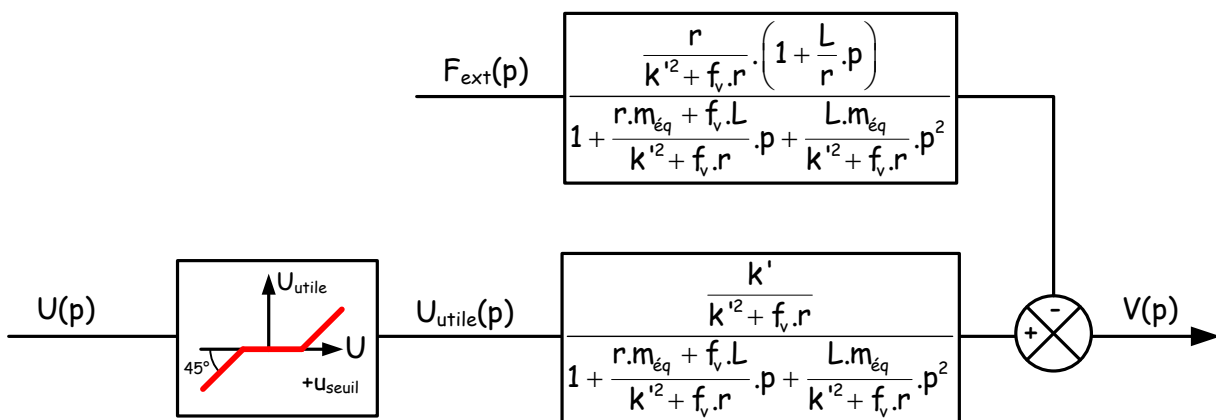 F_ext(p)
r
k'² + f_v.r
.(1 + L/r .p)
1 + (r.m_éq + f_v.L)/(k'² + f_v.r) .p + (L.m_éq)/(k'² + f_v.r) .p²
U(p)
U_utile
U
45°
+u_seuil
U_utile(p)
k'
k'² + f_v.r
1 + (r.m_éq + f_v.L)/(k'² + f_v.r) .p + (L.m_éq)/(k'² + f_v.r) .p²
-
+
V(p)